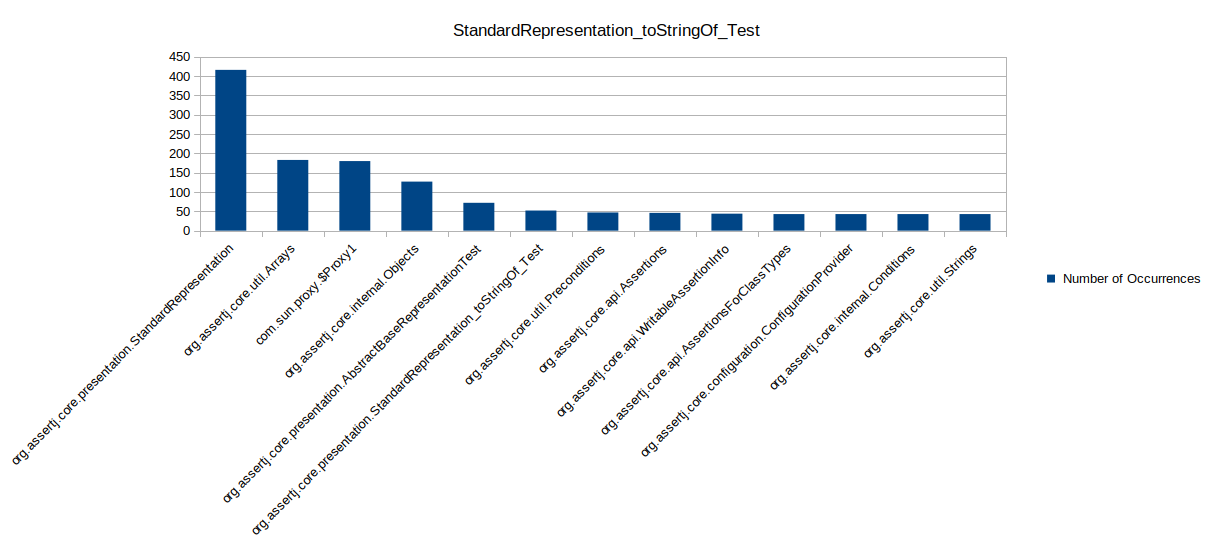 StandardRepresentation_toStringOf_Test
450
400
350
300
250
200
150
100
50
0
org.assertj.core.presentation.StandardRepresentation
org.assertj.core.util.Arrays
com.sun.proxy.$Proxy1
org.assertj.core.internal.Objects
org.assertj.core.presentation.AbstractBaseRepresentationTest
org.assertj.core.presentation.StandardRepresentation_toStringOf_Test
org.assertj.core.util.Preconditions
org.assertj.core.api.Assertions
org.assertj.core.api.WritableAssertionInfo
org.assertj.core.api.AssertionsForClassTypes
org.assertj.core.configuration.ConfigurationProvider
org.assertj.core.internal.Conditions
org.assertj.core.util.Strings
Number of Occurrences